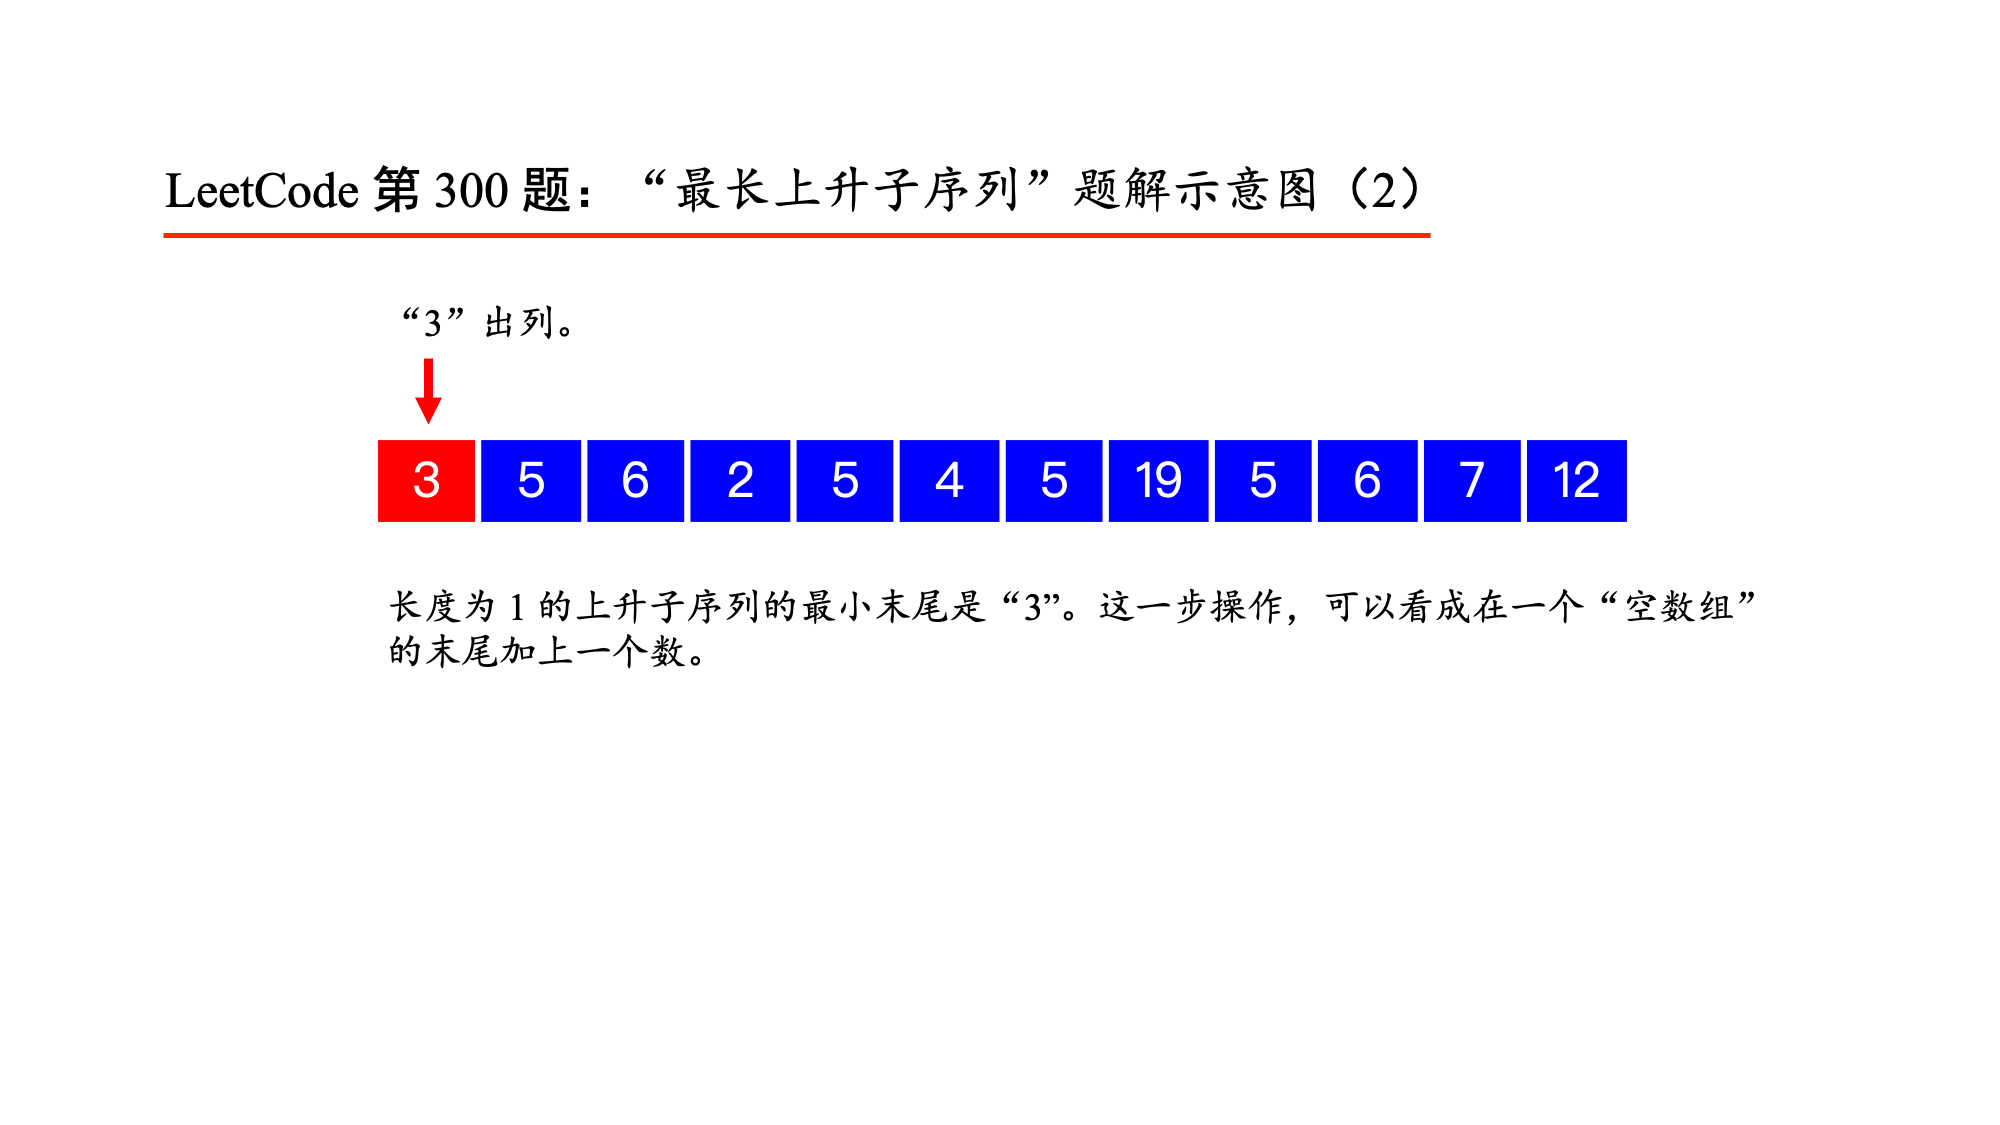 LeetCode 第 300 题：“最长上升子序列”题解示意图（2）
“3”出列。
3 5 6 2 5 4 5 19 5 6 7 12
长度为 1 的上升子序列的最小末尾是“3”。这一步操作，可以看成在一个“空数组”
的末尾加上一个数。